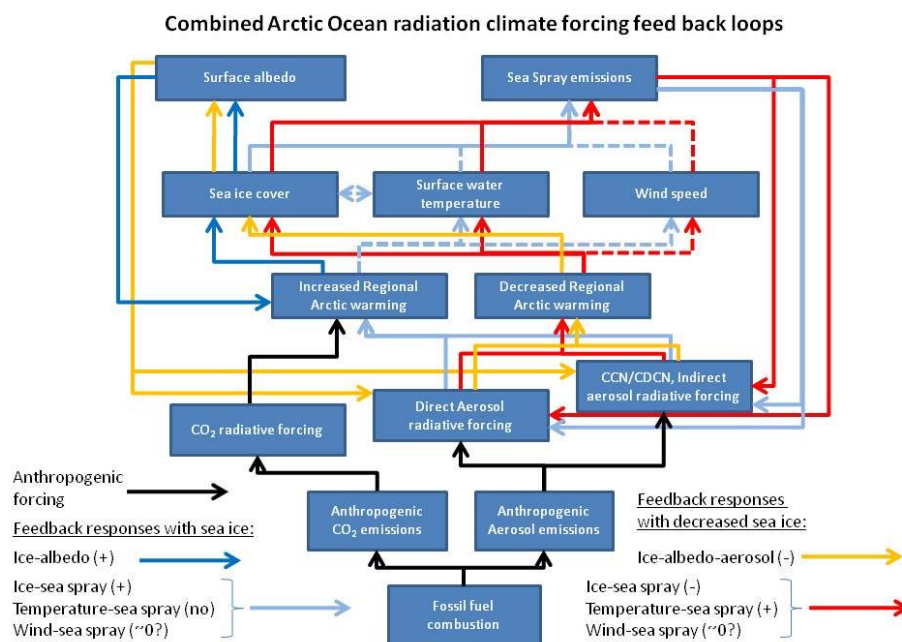 Combined Arctic Ocean radiation climate forcing feed back loops
Surface albedo
Sea Spray emissions
Sea ice cover
Surface water
temperature
Wind speed
Increased Regional
Arctic warming
Decreased Regional
Arctic warming
CCN/CDCN, Indirect
aerosol radiative forcing
Direct Aerosol
radiative forcing
CO₂ radiative forcing
Anthropogenic
forcing
Anthropogenic
CO₂ emissions
Anthropogenic
Aerosol emissions
Fossil fuel
combustion
Feedback responses with sea ice:
Ice-albedo (+)
Ice-sea spray (+)
Temperature-sea spray (no)
Wind-sea spray (~0?)
Feedback responses
with decreased sea ice:
Ice-albedo-aerosol (-)
Ice-sea spray (-)
Temperature-sea spray (+)
Wind-sea spray (~0?)